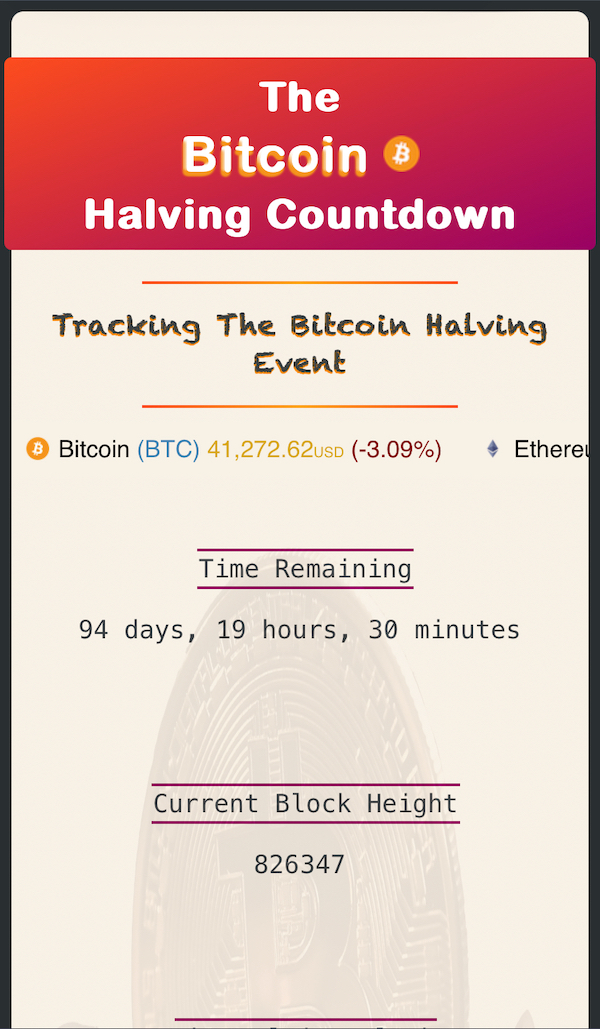 The
Bitcoin
Halving Countdown
Tracking The Bitcoin Halving
Event
Bitcoin (BTC) 41,272.62USD (-3.09%)
Time Remaining
94 days, 19 hours, 30 minutes
Current Block Height
826347